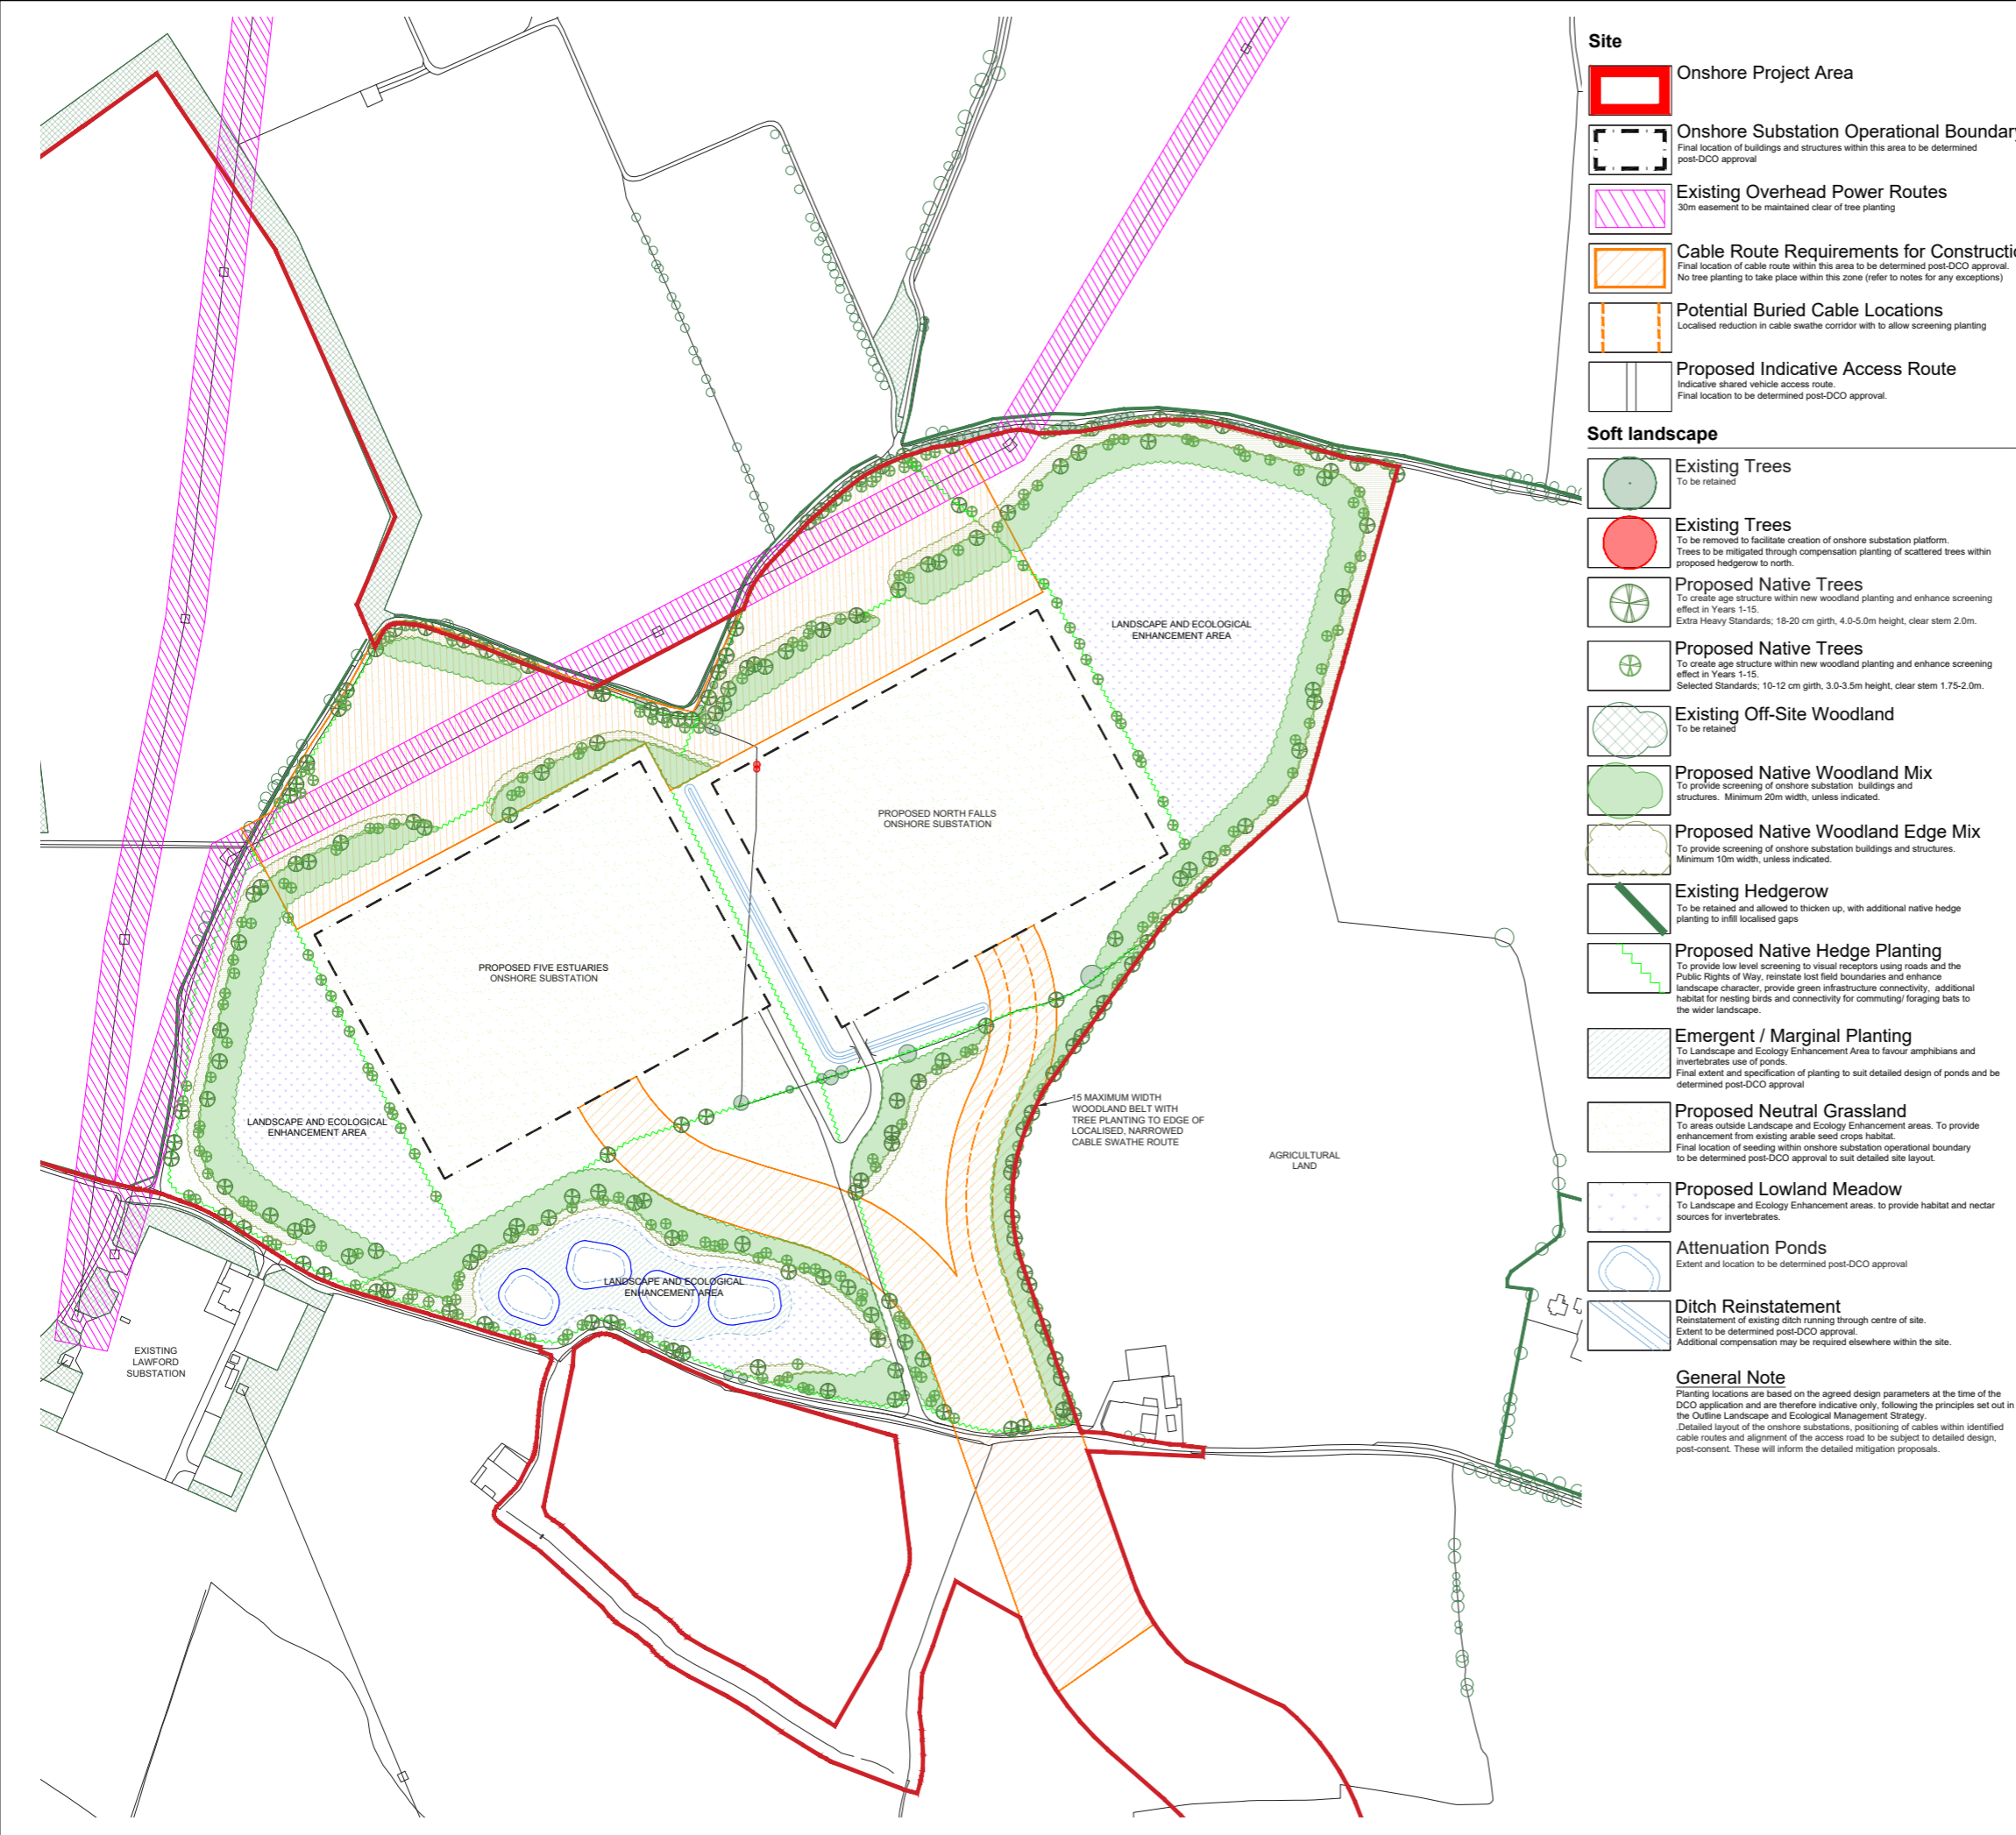 Site
Onshore Project Area
Onshore Substation Operational Boundary
Final location of buildings and structures within this area to be determined
post-DCO approval
Existing Overhead Power Routes
30m easement to be maintained clear of tree planting
Cable Route Requirements for Constructi
Final location of cable route within this area to be determined post-DCO approval.
No tree planting to take place within this zone (refer to notes for any exceptions)
Potential Buried Cable Locations
Localised reduction in cable swathe corridor with to allow screening planting
Proposed Indicative Access Route
Indicative shared vehicle access route.
Final location to be determined post-DCO approval.
Soft landscape
Existing Trees
To be retained
Existing Trees
To be removed to facilitate creation of onshore substation platform.
Trees to be mitigated through compensation planting of scattered trees within
proposed hedgerow to north.
Proposed Native Trees
To create age structure within new woodland planting and enhance screening
effect in Years 1-15.
Extra Heavy Standards; 18-20 cm girth, 4.0-5.0m height, clear stem 2.0m.
Proposed Native Trees
To create age structure within new woodland planting and enhance screening
effect in Years 1-15.
Selected Standards; 10-12 cm girth, 3.0-3.5m height, clear stem 1.75-2.0m.
Existing Off-Site Woodland
To be retained
Proposed Native Woodland Mix
To provide screening of onshore substation buildings and
structures. Minimum 20m width, unless indicated.
Proposed Native Woodland Edge Mix
To provide screening of onshore substation buildings and structures.
Minimum 10m width, unless indicated.
Existing Hedgerow
To be retained and allowed to thicken up, with additional native hedge
planting to infill localised gaps
Proposed Native Hedge Planting
To provide low level screening to visual receptors using roads and the
Public Rights of Way, reinstate lost field boundaries and enhance
landscape character, provide green infrastructure connectivity, additional
habitat for nesting birds and connectivity for commuting/ foraging bats to
the wider landscape.
Emergent / Marginal Planting
To Landscape and Ecology Enhancement Area to favour amphibians and
invertebrates use of ponds.
Final extent and specification of planting to suit detailed design of ponds and be
determined post-DCO approval
Proposed Neutral Grassland
To areas outside Landscape and Ecology Enhancement areas. To provide
enhancement from existing arable seed crops habitat.
Final location of seeding within onshore substation operational boundary
to be determined post-DCO approval to suit detailed site layout.
Proposed Lowland Meadow
To Landscape and Ecology Enhancement areas. to provide habitat and nectar
sources for invertebrates.
Attenuation Ponds
Extent and location to be determined post-DCO approval
Ditch Reinstatement
Reinstatement of existing ditch running through centre of site.
Extent to be determined post-DCO approval.
Additional compensation may be required elsewhere within the site.
General Note
Planting locations are based on the agreed design parameters at the time of the
DCO application and are therefore indicative only, following the principles set out in
the Outline Landscape and Ecological Management Strategy.
.Detailed layout of the onshore substations, positioning of cables within identified
cable routes and alignment of the access road to be subject to detailed design,
post-consent. These will inform the detailed mitigation proposals.
LANDSCAPE AND ECOLOGICAL
ENHANCEMENT AREA
PROPOSED NORTH FALLS
ONSHORE SUBSTATION
PROPOSED FIVE ESTUARIES
ONSHORE SUBSTATION
LANDSCAPE AND ECOLOGICAL
ENHANCEMENT AREA
15 MAXIMUM WIDTH
WOODLAND BELT WITH
TREE PLANTING TO EDGE OF
LOCALISED, NARROWED
CABLE SWATHE ROUTE
AGRICULTURAL
LAND
LANDSCAPE AND ECOLOGICAL
ENHANCEMENT AREA
EXISTING
LAWFORD
SUBSTATION